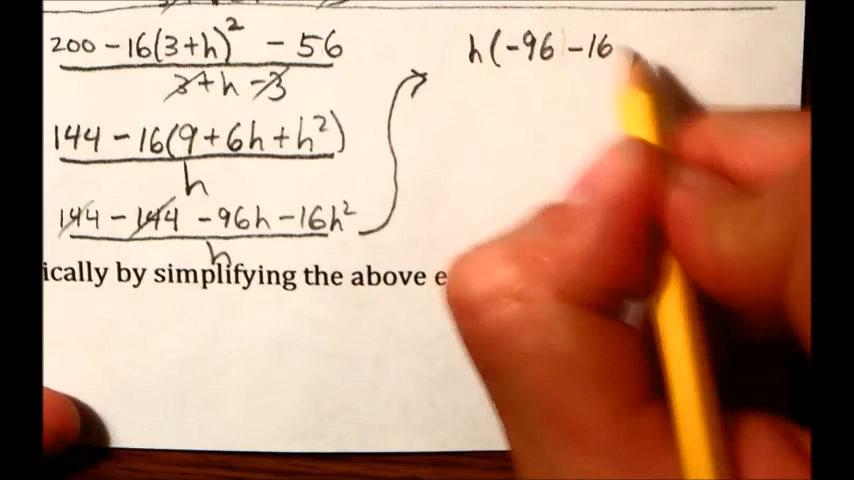 200 - 16(3+h)² - 56
3+h-3
144 - 16(9+6h+h²)
h
144 - 144 - 96h - 16h²
h
h(-96 -16
ically by simplifying the above e